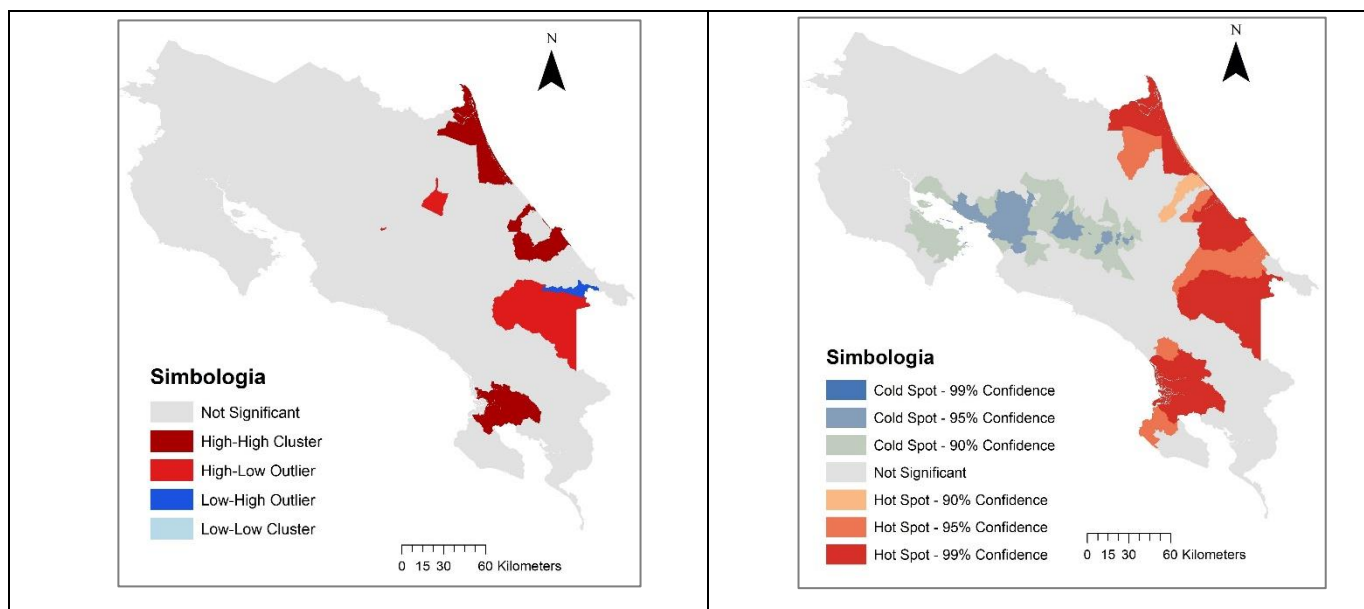 N
Simbologia
Not Significant
High-High Cluster
High-Low Outlier
Low-High Outlier
Low-Low Cluster
0 15 30 60 Kilometers
N
Simbologia
Cold Spot - 99% Confidence
Cold Spot - 95% Confidence
Cold Spot - 90% Confidence
Not Significant
Hot Spot - 90% Confidence
Hot Spot - 95% Confidence
Hot Spot - 99% Confidence
0 15 30 60 Kilometers